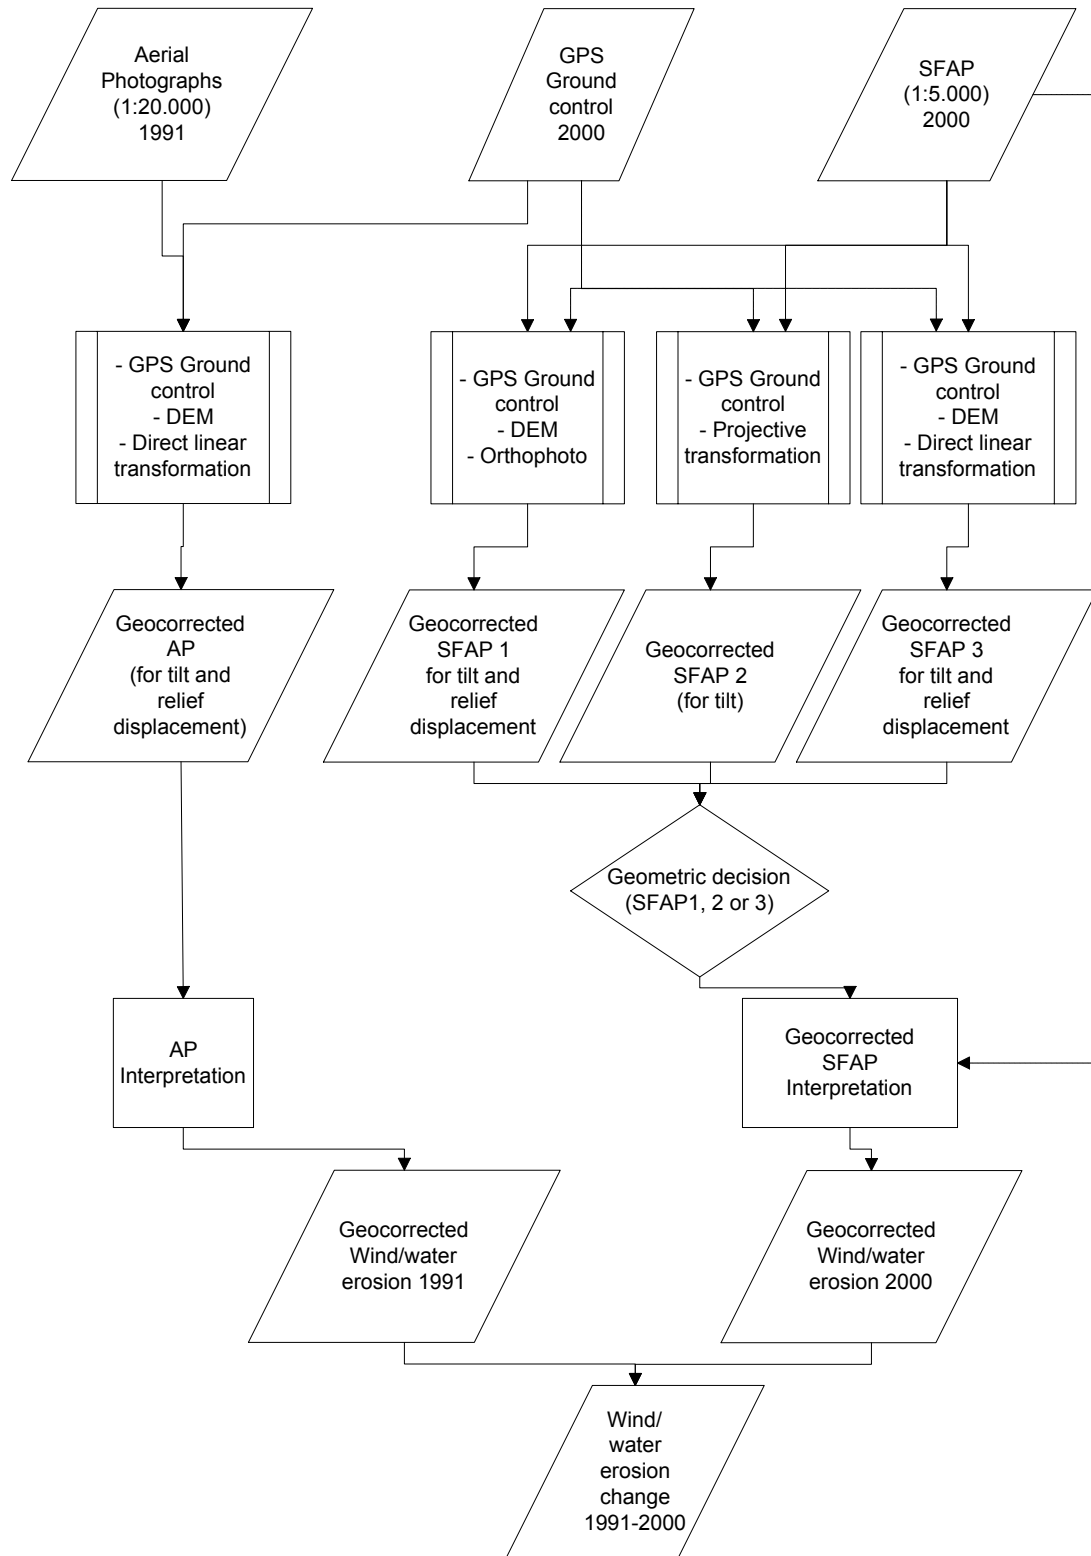 Aerial
Photographs
(1:20.000)
1991
GPS
Ground
control
2000
SFAP
(1:5.000)
2000
- GPS Ground
control
- DEM
- Direct linear
transformation
- GPS Ground
control
- DEM
- Orthophoto
- GPS Ground
control
- Projective
transformation
- GPS Ground
control
- DEM
- Direct linear
transformation
Geocorrected
AP
(for tilt and
relief
displacement)
Geocorrected
SFAP 1
for tilt and
relief
displacement
Geocorrected
SFAP 2
(for tilt)
Geocorrected
SFAP 3
for tilt and
relief
displacement
Geometric decision
(SFAP1, 2 or 3)
AP
Interpretation
Geocorrected
SFAP
Interpretation
Geocorrected
Wind/water
erosion 1991
Geocorrected
Wind/water
erosion 2000
Wind/
water
erosion
change
1991-2000